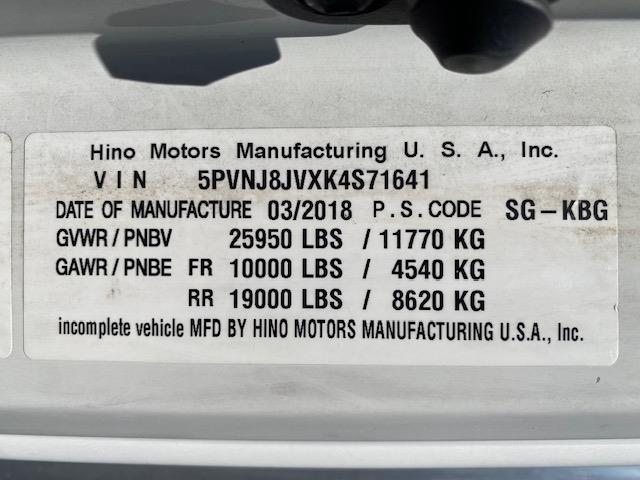 Hino Motors Manufacturing U. S. A., Inc.
V I N 5PVNJ8JVXK4S71641
DATE OF MANUFACTURE 03/2018 P.S.CODE SG-KBG
GVWR/PNBV 25950 LBS / 11770 KG
GAWR/PNBE FR 10000 LBS / 4540 KG
RR 19000 LBS / 8620 KG
incomplete vehicle MFD BY HINO MOTORS MANUFACTURING U.S.A., Inc.